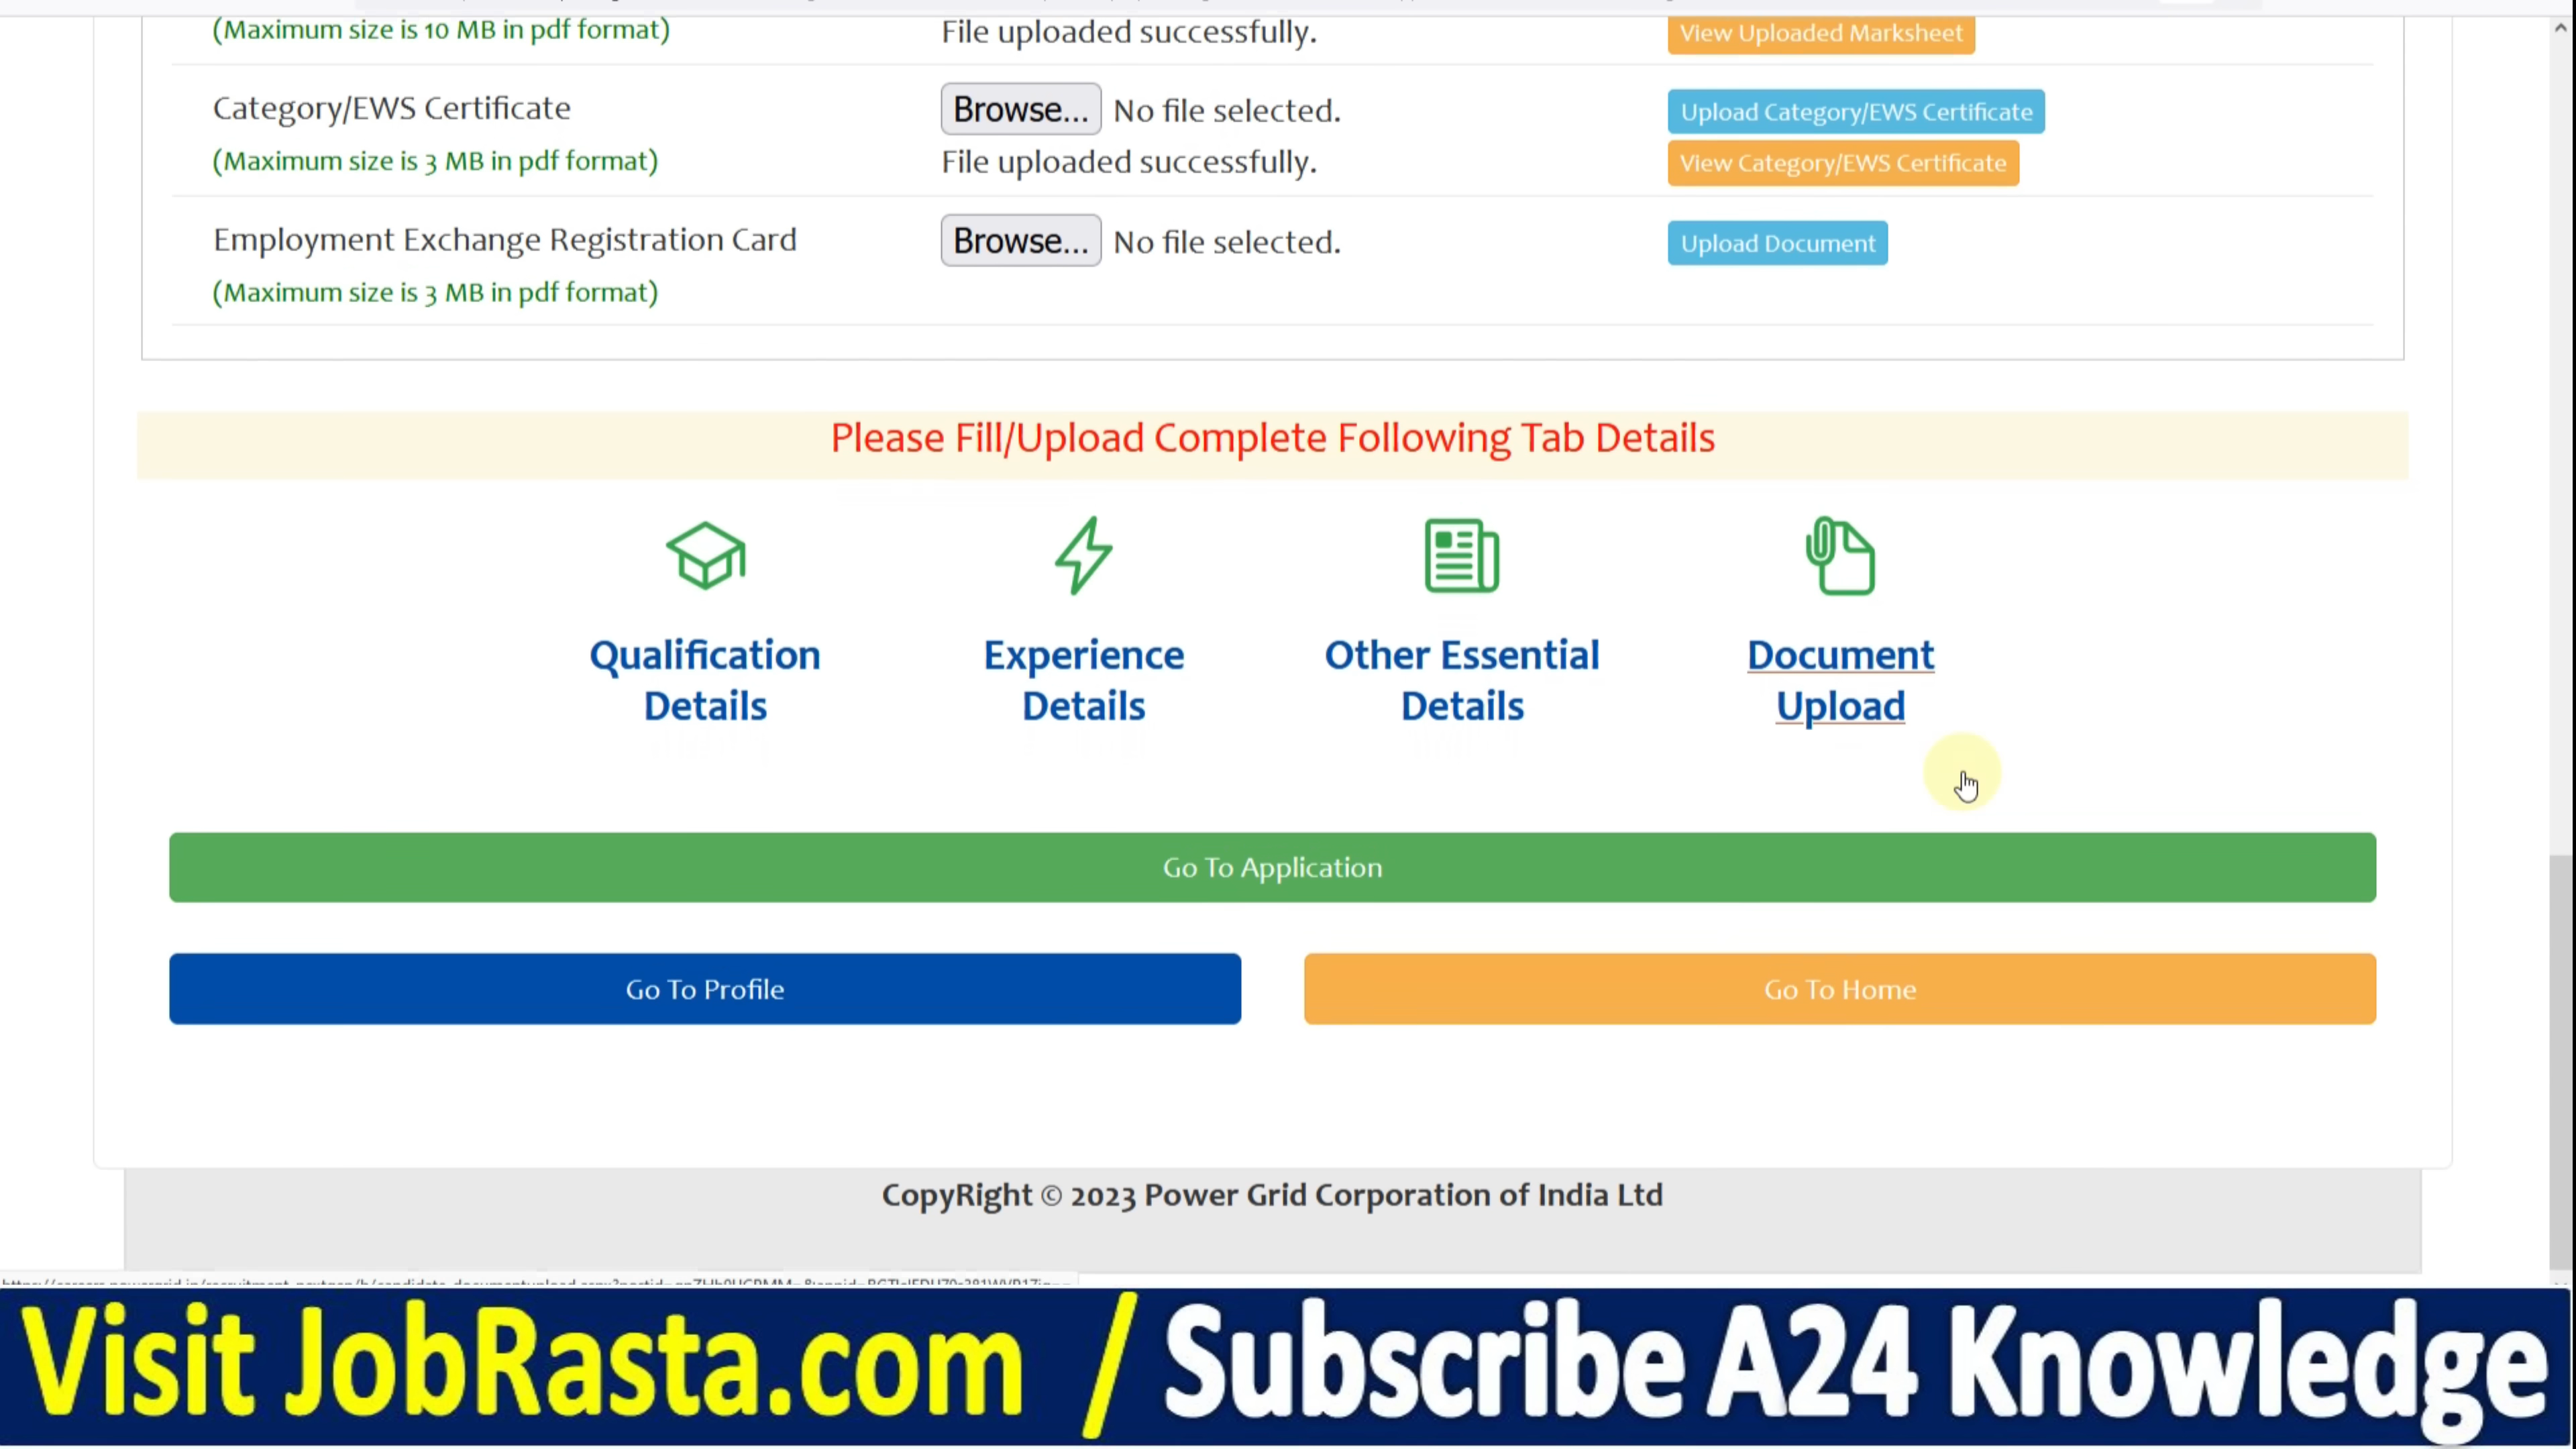 (Maximum size is 10 MB in pdf format) File uploaded successfully. View Uploaded Marksheet
Category/EWS Certificate Browse... No file selected. Upload Category/EWS Certificate
(Maximum size is 3 MB in pdf format) File uploaded successfully. View Category/EWS Certificate
Employment Exchange Registration Card Browse... No file selected. Upload Document
(Maximum size is 3 MB in pdf format)
Please Fill/Upload Complete Following Tab Details
Qualification Details
Experience Details
Other Essential Details
Document Upload
Go To Application
Go To Profile Go To Home
CopyRight © 2023 Power Grid Corporation of India Ltd
Visit JobRasta.com / Subscribe A24 Knowledge